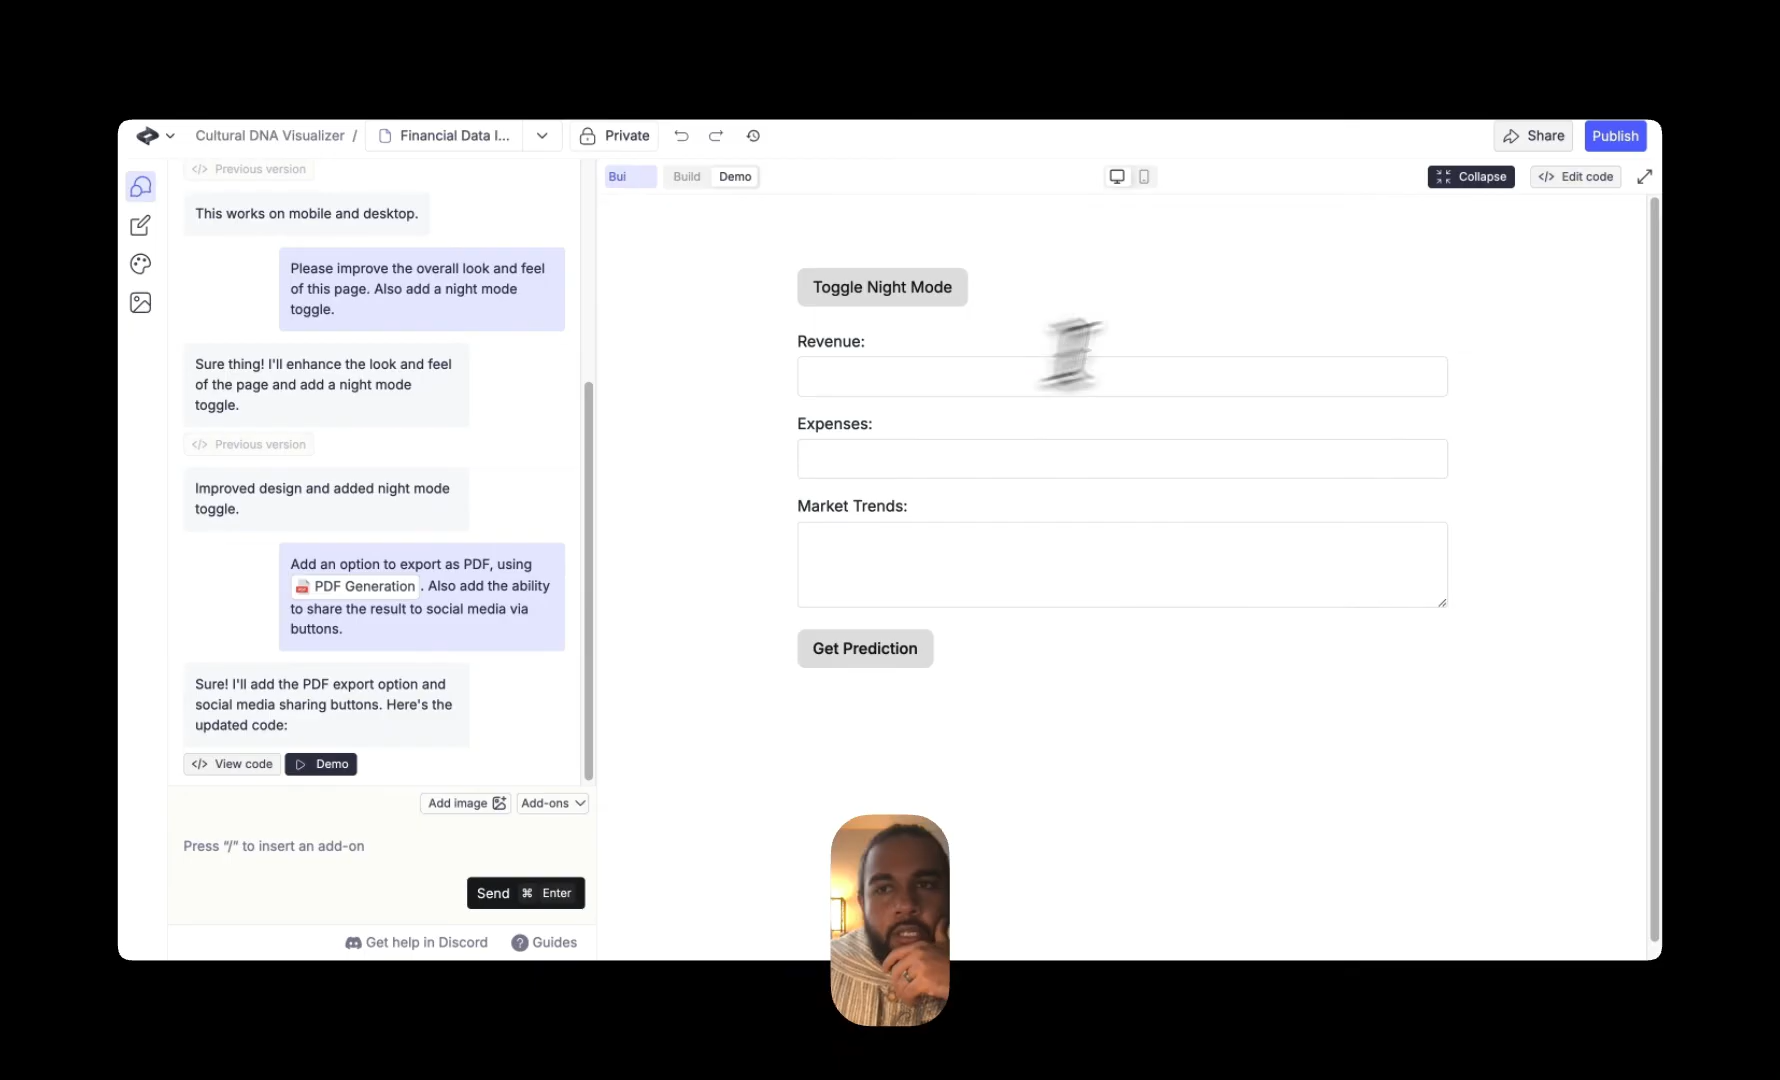 Cultural DNA Visualizer / Financial Data I... Private Share Publish
Previous version
Bui Build Demo Collapse </> Edit code
This works on mobile and desktop.
Please improve the overall look and feel
of this page. Also add a night mode
toggle.
Sure thing! I'll enhance the look and feel
of the page and add a night mode
toggle.
</> Previous version
Improved design and added night mode
toggle.
Add an option to export as PDF, using
PDF Generation . Also add the ability
to share the result to social media via
buttons.
Sure! I'll add the PDF export option and
social media sharing buttons. Here's the
updated code:
</> View code Demo
Add image Add-ons
Press "/" to insert an add-on
Send ⌘ Enter
Get help in Discord ? Guides
Toggle Night Mode
Revenue:
Expenses:
Market Trends:
Get Prediction